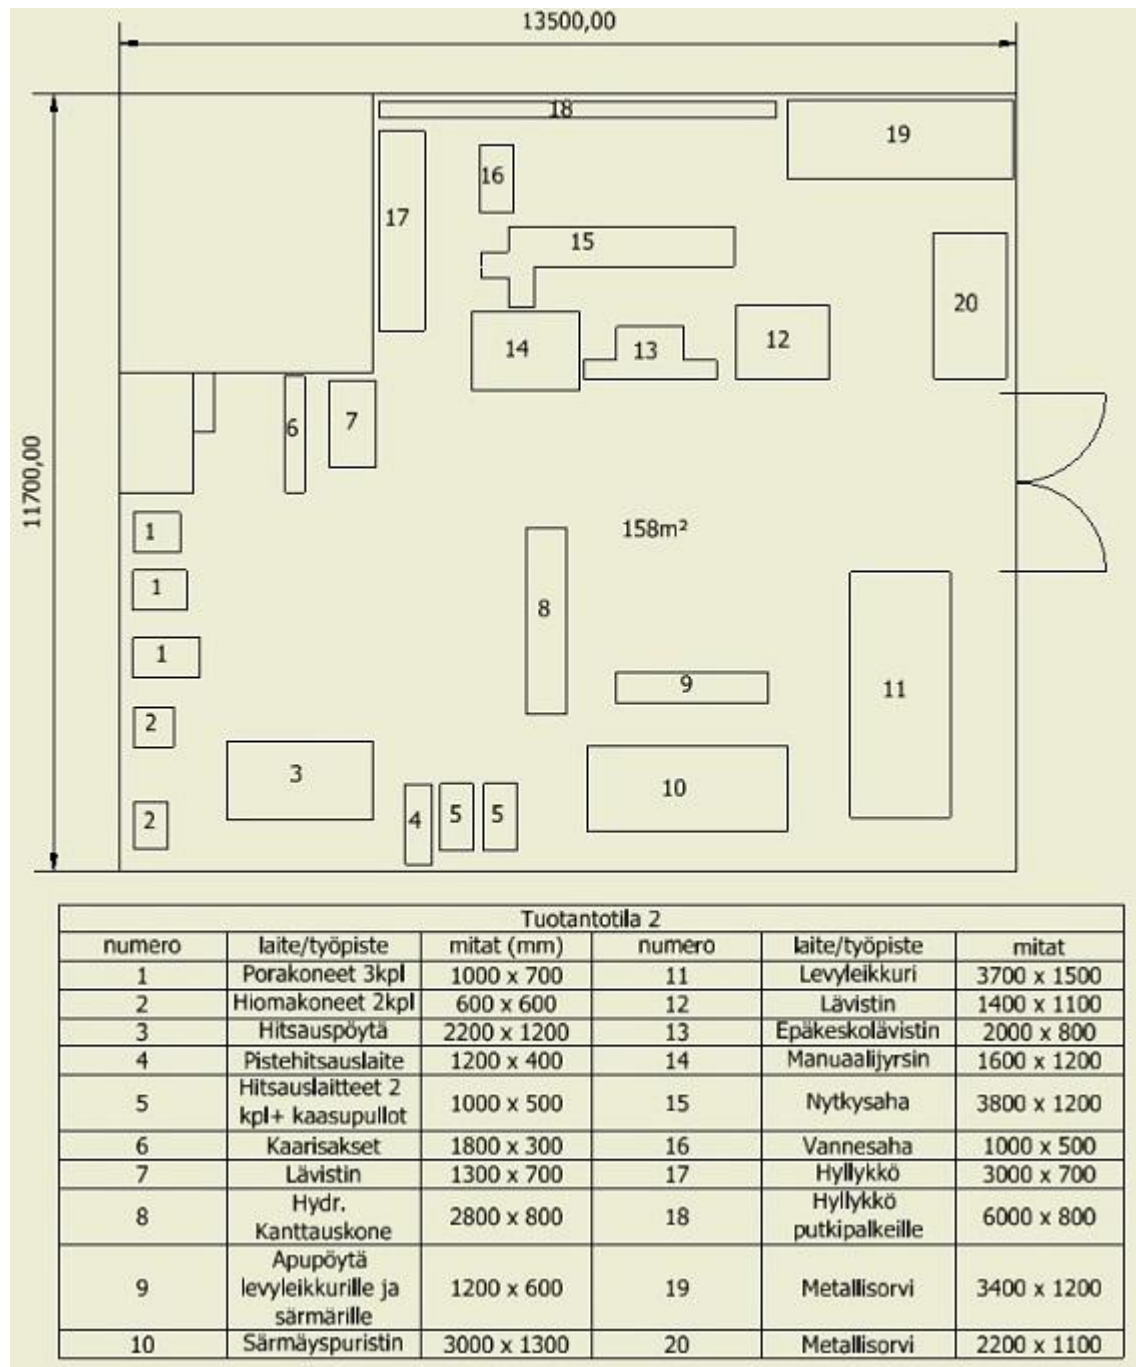 13500,00
18
19
16
17
15
20
14
13
12
6
7
11700,00
1
158m²
1
8
1
9
11
2
3
10
2
4
5
5
Tuotantotila 2
numero laite/työpiste mitat (mm) numero laite/työpiste mitat
1 Porakoneet 3kpl 1000 x 700 11 Levyleikkuri 3700 x 1500
2 Hiomakoneet 2kpl 600 x 600 12 Lävistin 1400 x 1100
3 Hitsauspöytä 2200 x 1200 13 Epäkeskolävistin 2000 x 800
4 Pistehitsauslaite 1200 x 400 14 Manuaalijyrsin 1600 x 1200
5 Hitsauslaitteet 2 kpl+ kaasupullot 1000 x 500 15 Nytkysaha 3800 x 1200
6 Kaarisakset 1800 x 300 16 Vannesaha 1000 x 500
7 Lävistin 1300 x 700 17 Hyllykkö 3000 x 700
8 Hydr. Kanttauskone 2800 x 800 18 Hyllykkö putkipalkeille 6000 x 800
9 Apupöytä levyleikkurille ja särmärille 1200 x 600 19 Metallisorvi 3400 x 1200
10 Särmäyspuristin 3000 x 1300 20 Metallisorvi 2200 x 1100